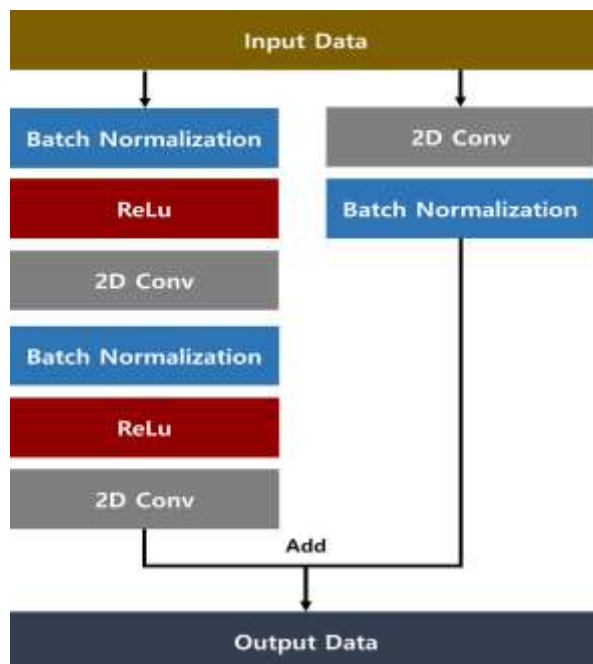 Input Data
Batch Normalization
ReLu
2D Conv
Batch Normalization
ReLu
2D Conv
2D Conv
Batch Normalization
Add
Output Data